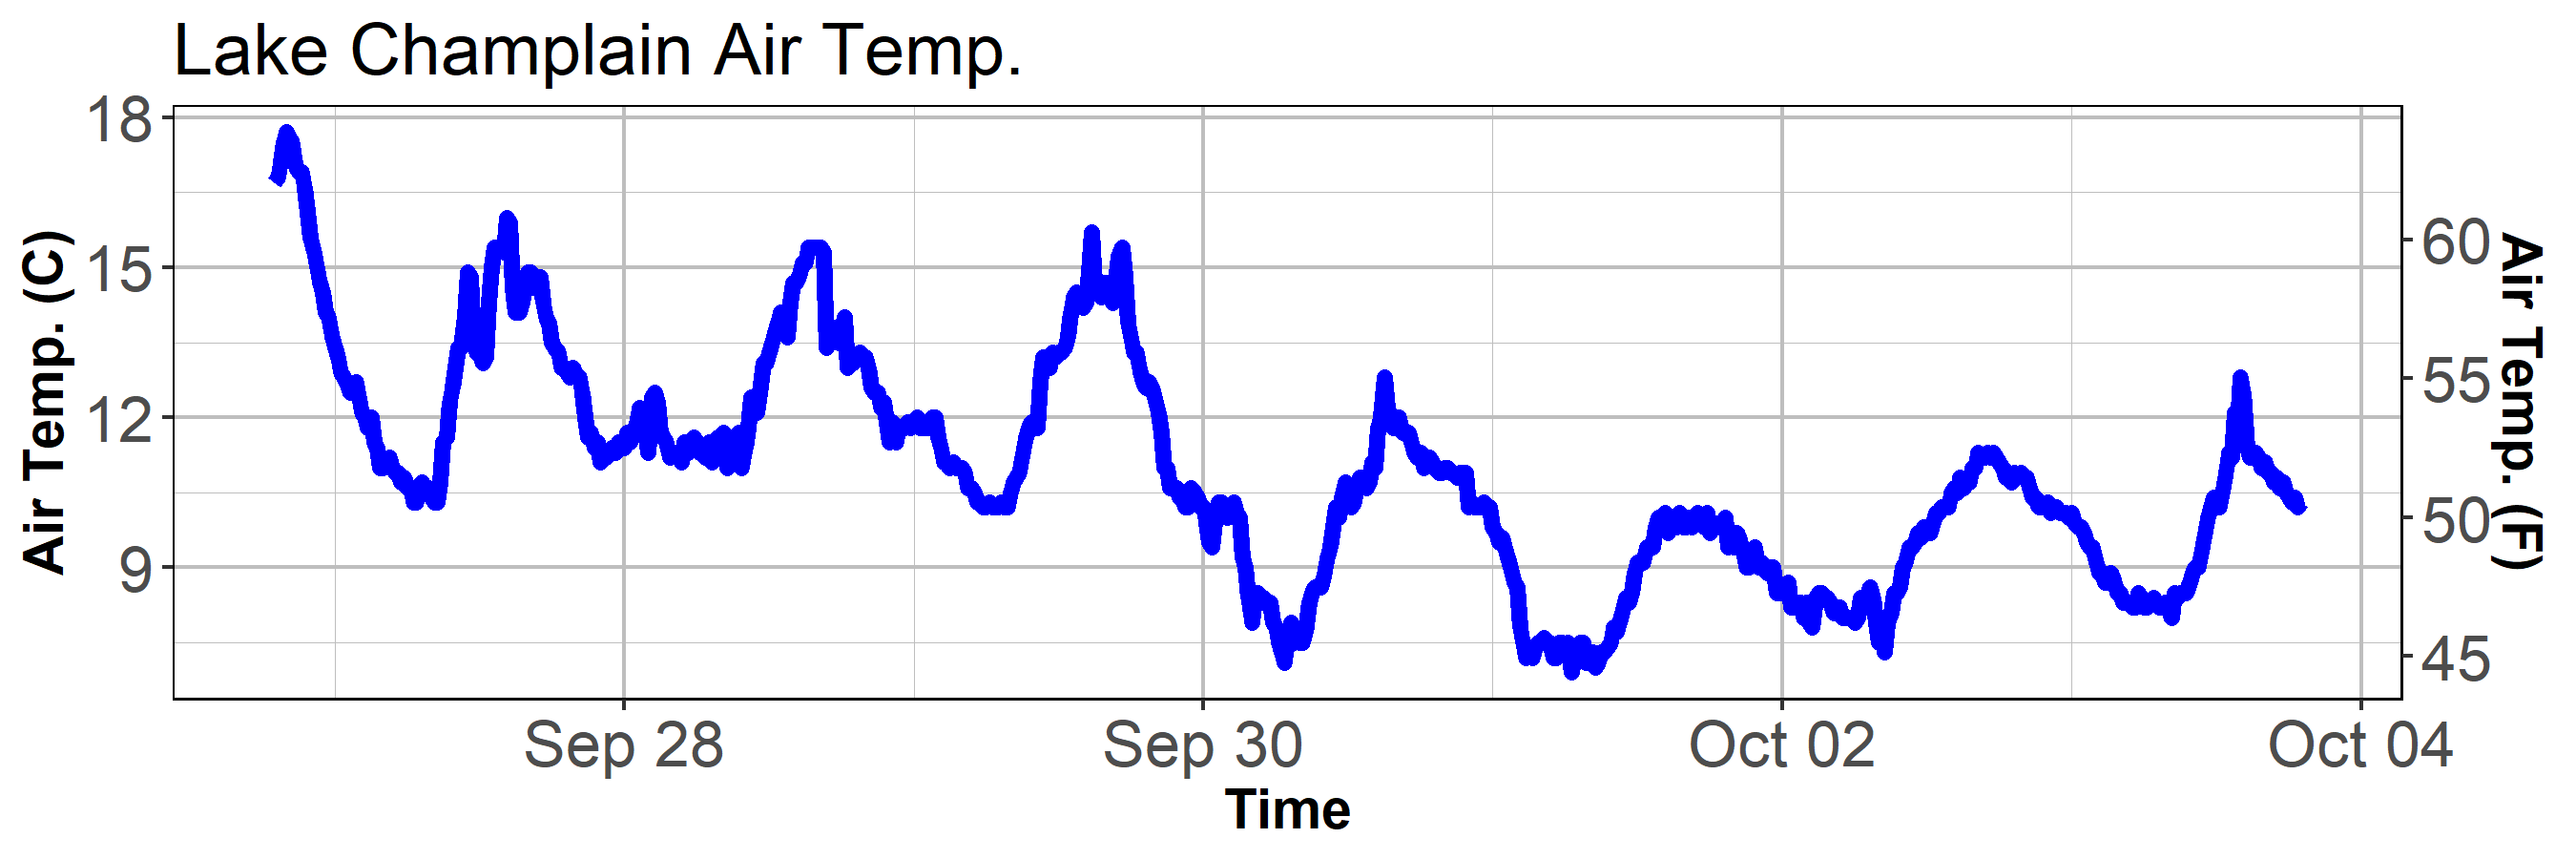 Lake Champlain Air Temp.
18
15
12
9
Air Temp. (C)
60
55
50
45
Air Temp. (F)
Sep 28
Sep 30
Oct 02
Oct 04
Time